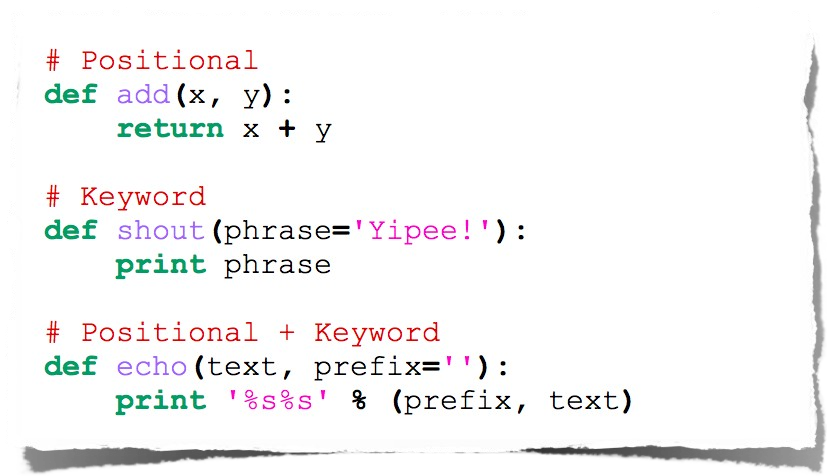 # Positional
def add(x, y):
    return x + y
# Keyword
def shout(phrase='Yipee!'):
    print phrase
# Positional + Keyword
def echo(text, prefix=''):
    print '%s%s' % (prefix, text)